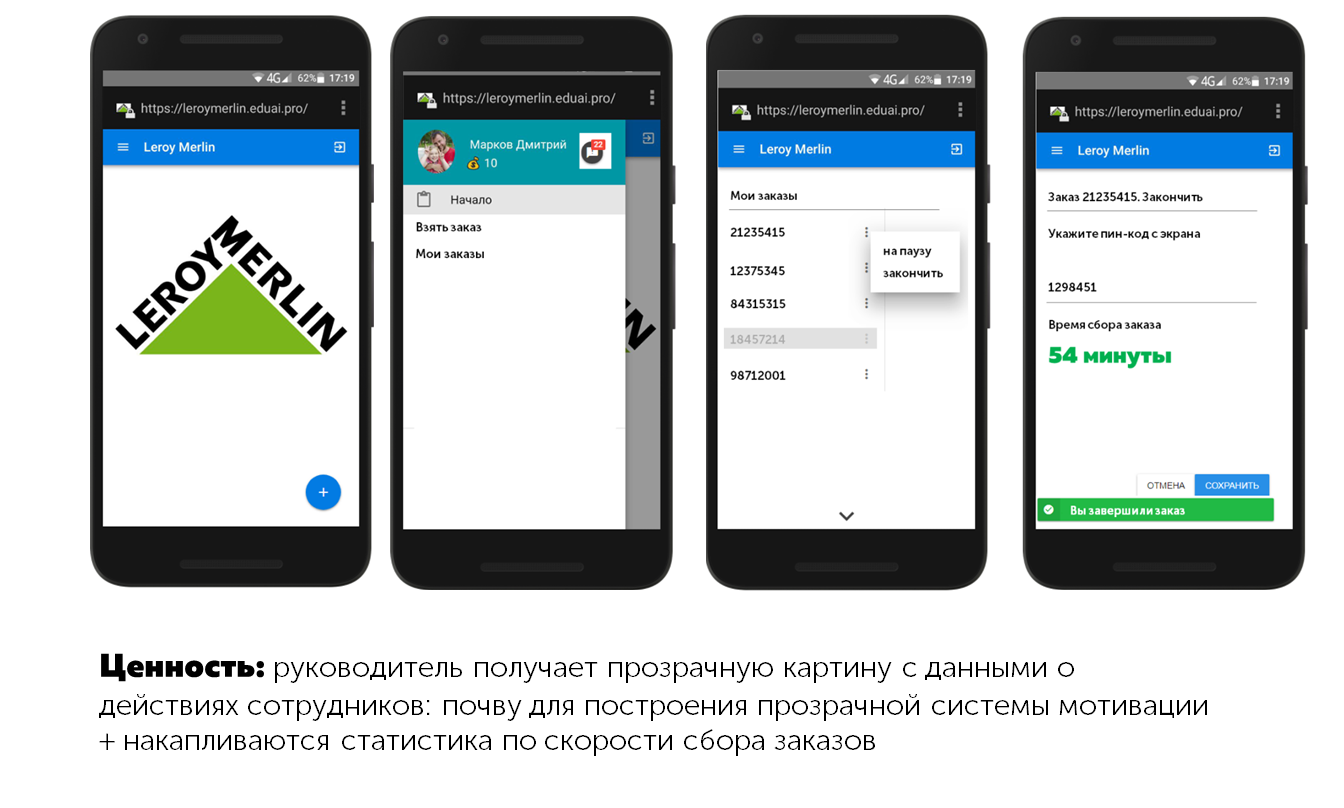 4G 62% 17:19
https://leroymerlin.eduai.pro/
Leroy Merlin
LEROY MERLIN
+
https://leroymerlin.eduai.pro/
Марков Дмитрий
22
10
Начало
Взять заказ
Мои заказы
4G 62% 17:19
https://leroymerlin.eduai.pro/
Leroy Merlin
Мои заказы
21235415
на паузу
12375345
закончить
84315315
18457214
98712001
4G 62% 17:19
https://leroymerlin.eduai.pro/
Leroy Merlin
Заказ 21235415. Закончить
Укажите пин-код с экрана
1298451
Время сбора заказа
54 минуты
ОТМЕНА СОХРАНИТЬ
Вы завершили заказ
Ценность: руководитель получает прозрачную картину с данными о
действиях сотрудников: почву для построения прозрачной системы мотивации
+ накапливаются статистика по скорости сбора заказов